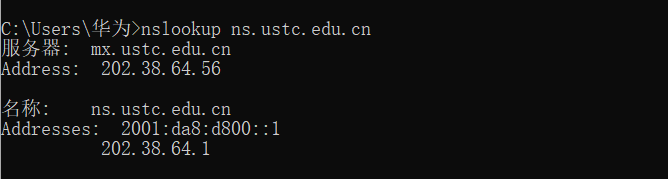 C:\Users\华为>nslookup ns.ustc.edu.cn
服务器:  mx.ustc.edu.cn
Address:  202.38.64.56
名称:    ns.ustc.edu.cn
Addresses:  2001:da8:d800::1
          202.38.64.1